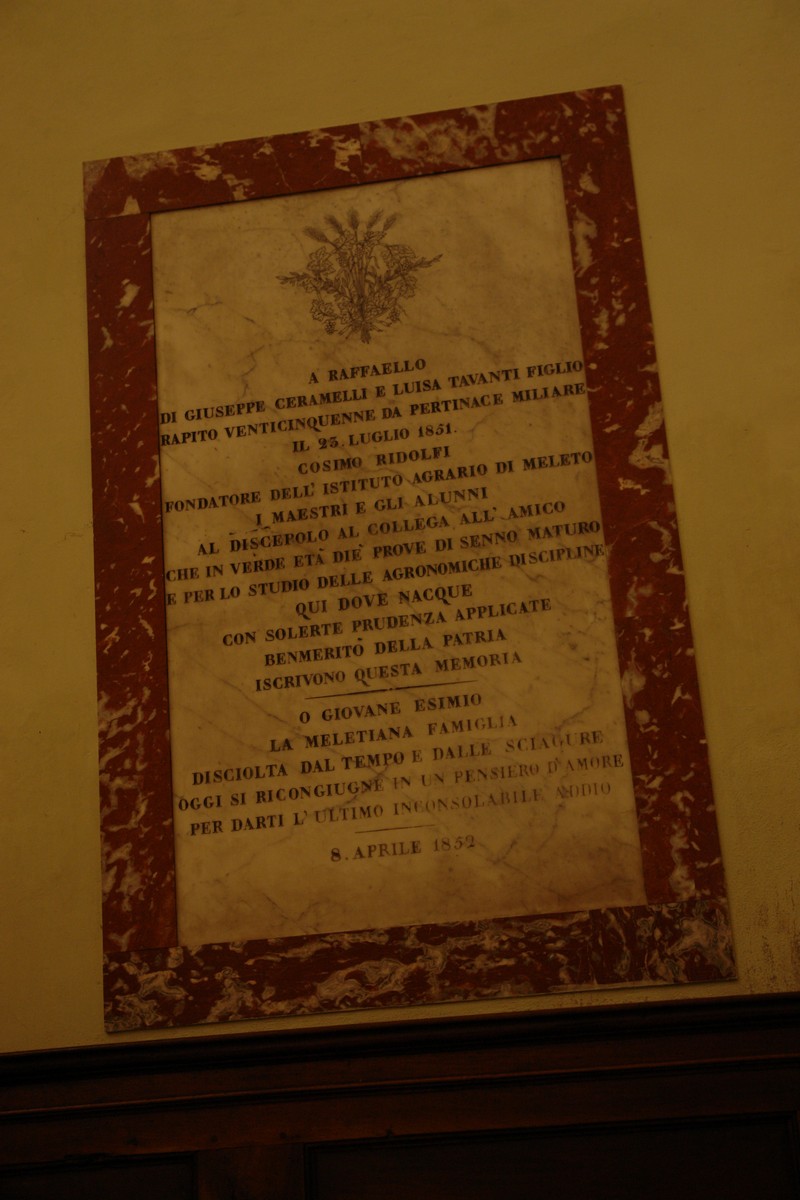 A RAFFAELLO
DI GIUSEPPE CERAMELLI E LUISA TAVANTI FIGLIO
RAPITO VENTICINQUENNE DA PERTINACE MILIARE
IL 25. LUGLIO 1851.
COSIMO RIDOLFI
FONDATORE DELL' ISTITUTO AGRARIO DI MELETO
I MAESTRI E GLI ALUNNI
AL DISCEPOLO AL COLLEGA ALL' AMICO
CHE IN VERDE ETÀ DIE' PROVE DI SENNO MATURO
E PER LO STUDIO DELLE AGRONOMICHE DISCIPLINE
QUI DOVE NACQUE
CON SOLERTE PRUDENZA APPLICATE
BENMERITÒ DELLA PATRIA
ISCRIVONO QUESTA MEMORIA
O GIOVANE ESIMIO
LA MELETIANA FAMIGLIA
DISCIOLTA DAL TEMPO E DALLE SCIAGURE
OGGI SI RICONGIUGNE IN UN PENSIERO D'AMORE
PER DARTI L'ULTIMO INCONSOLABILE ADDIO
8. APRILE 1852